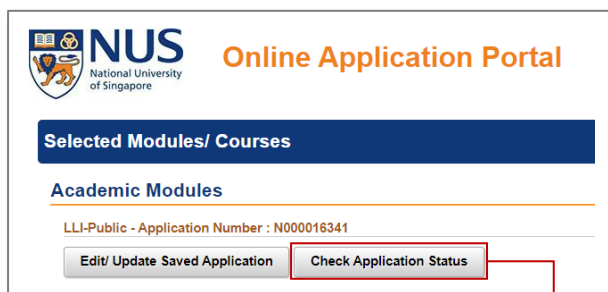 NUS
National University
of Singapore
Online Application Portal
Selected Modules/ Courses
Academic Modules
LLI-Public - Application Number : N000016341
Edit/ Update Saved Application Check Application Status